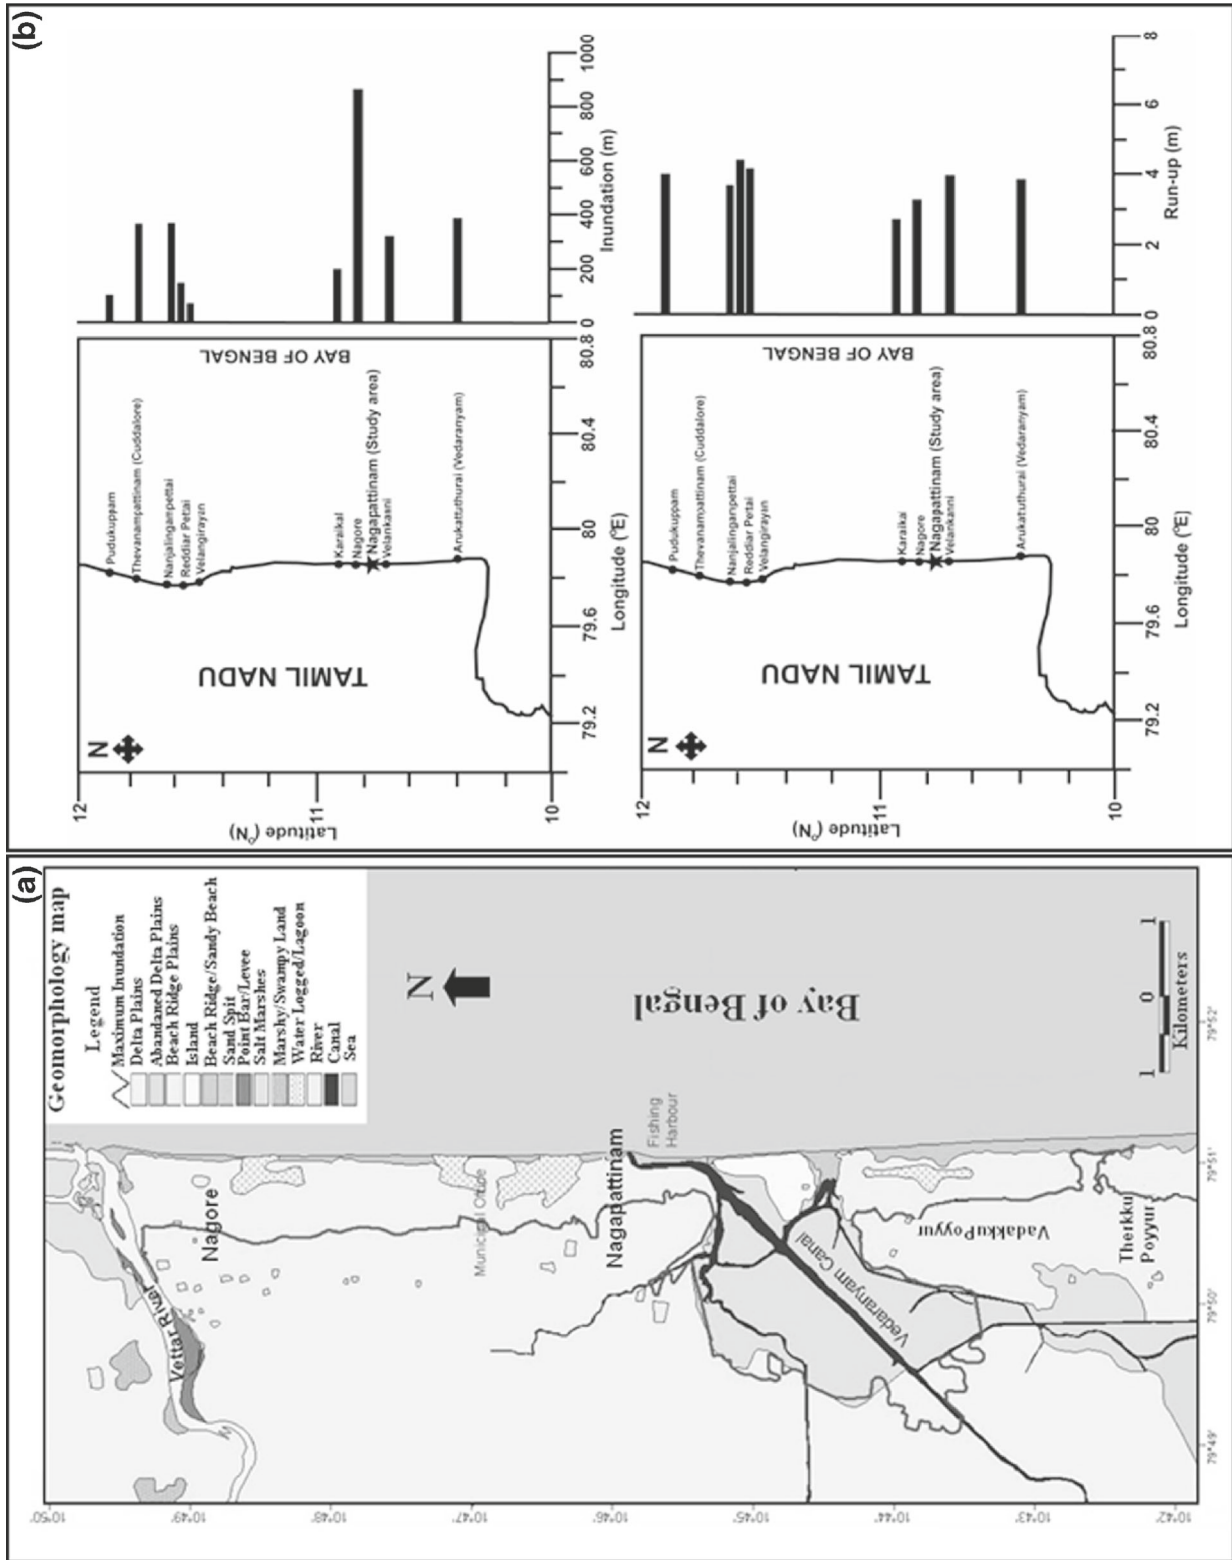 (a)
Geomorphology map
Legend
Maximum Inundation
Delta Plains
Abandaned Delta Plains
Beach Ridge Plains
Island
Beach Ridge/Sandy Beach
Sand Spit
Point Bar/Levee
Salt Marshes
Marshy/Swampy Land
Water Logged/Lagoon
River
Canal
Sea
N
Bay of Bengal
1 0 1
Kilometers
Vettar River
Nagore
Municipal Office
Nagapattinam
Fishing
Harbour
Vedaranyam Canal
Vadakku Poyyur
Therkku
Poyyur
10°50'
10°49'
10°48'
10°47'
10°46'
10°45'
10°44'
10°43'
10°42'
79°49'
79°50'
79°51'
79°52'
(b)
N
TAMIL NADU
BAY OF BENGAL
Pudukuppam
Thevanampattinam (Cuddalore)
Nanjalingampettai
Reddiar Petai
Velangirayan
Karaikal
Nagore
Nagapattinam (Study area)
Velankanni
Arukattuthurai (Vedaranyam)
12
11
10
Latitude (°N)
79.2 79.6 80 80.4 80.8
Longitude (°E)
0 200 400 600 800 1000
Inundation (m)
N
TAMIL NADU
BAY OF BENGAL
Pudukuppam
Thevanampattinam (Cuddalore)
Nanjalingampettai
Reddiar Petai
Velangirayan
Karaikal
Nagore
Nagapattinam (Study area)
Velankanni
Arukattuthurai (Vedaranyam)
12
11
10
Latitude (°N)
79.2 79.6 80 80.4 80.8
Longitude (°E)
0 2 4 6 8
Run-up (m)